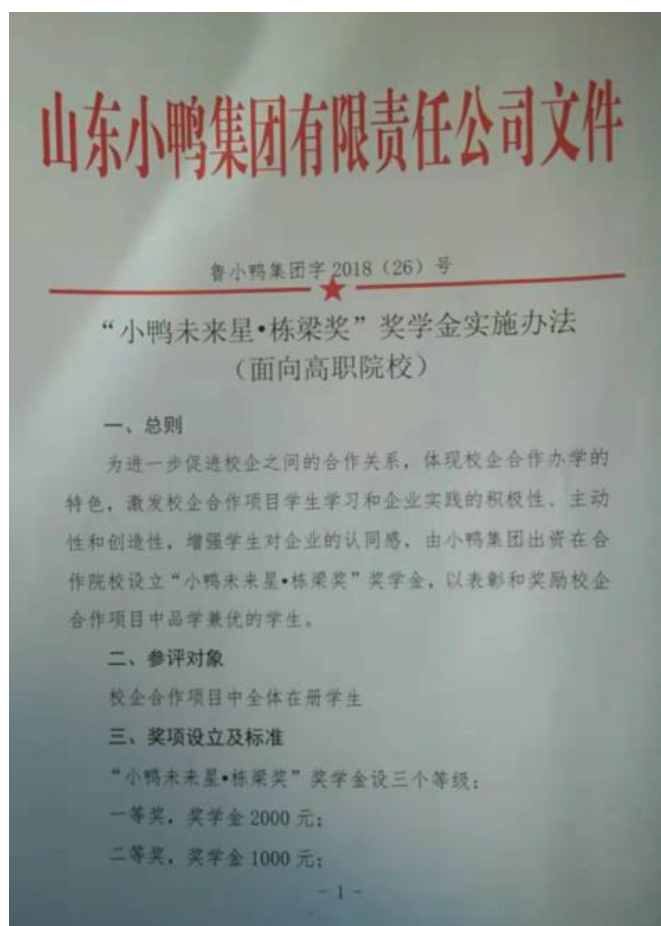 山东小鸭集团有限责任公司文件
鲁小鸭集团字 2018（26）号
“小鸭未来星•栋梁奖”奖学金实施办法
（面向高职院校）
一、总则
为进一步促进校企之间的合作关系，体现校企合作办学的
特色，激发校企合作项目学生学习和企业实践的积极性、主动
性和创造性，增强学生对企业的认同感，由小鸭集团出资在合
作院校设立“小鸭未来星•栋梁奖”奖学金，以表彰和奖励校企
合作项目中品学兼优的学生。
二、参评对象
校企合作项目中全体在册学生
三、奖项设立及标准
“小鸭未来星•栋梁奖”奖学金设三个等级：
一等奖，奖学金 2000 元；
二等奖，奖学金 1000 元；
- 1 -